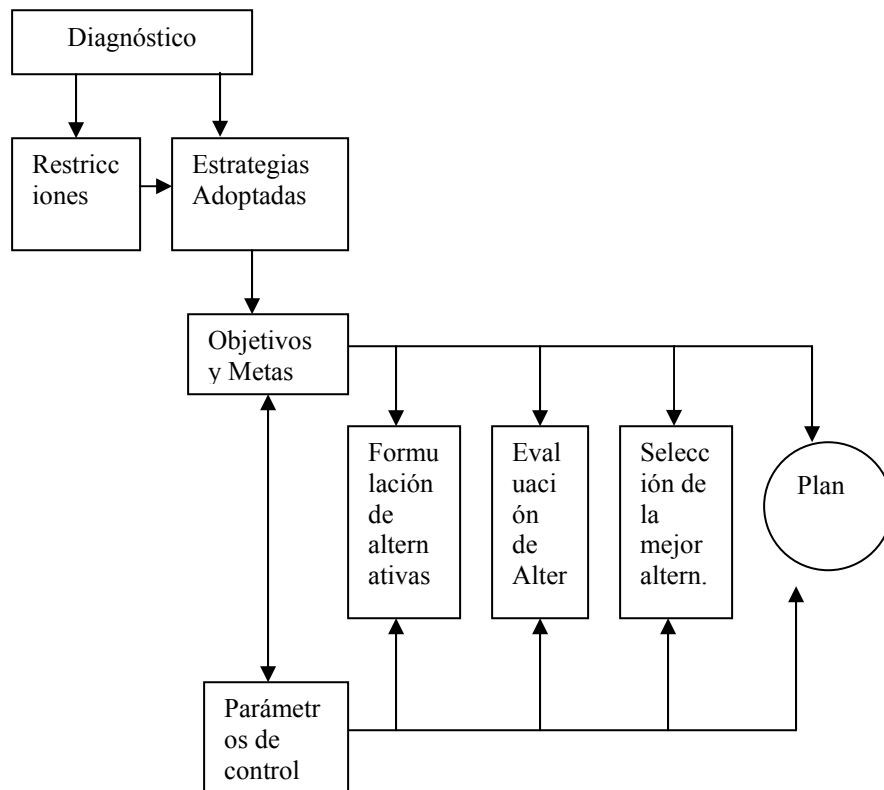 Diagnóstico
Restricc
iones
Estrategias
Adoptadas
Objetivos
y Metas
Formu
lación
de
altern
ativas
Eval
uaci
ón
de
Alter
Selecc
ión de
la
mejor
altern.
Plan
Parámetr
os de
control